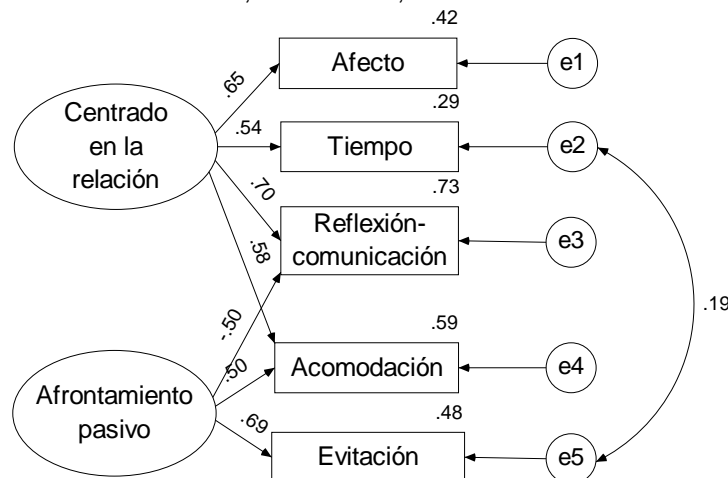 .42
Afecto
e1
.65
Centrado
en la
relación
.29
.54
Tiempo
e2
.73
.70
Reflexión-
comunicación
e3
.58
.19
-.50
.59
Acomodación
e4
.50
Afrontamiento
pasivo
.48
.69
Evitación
e5